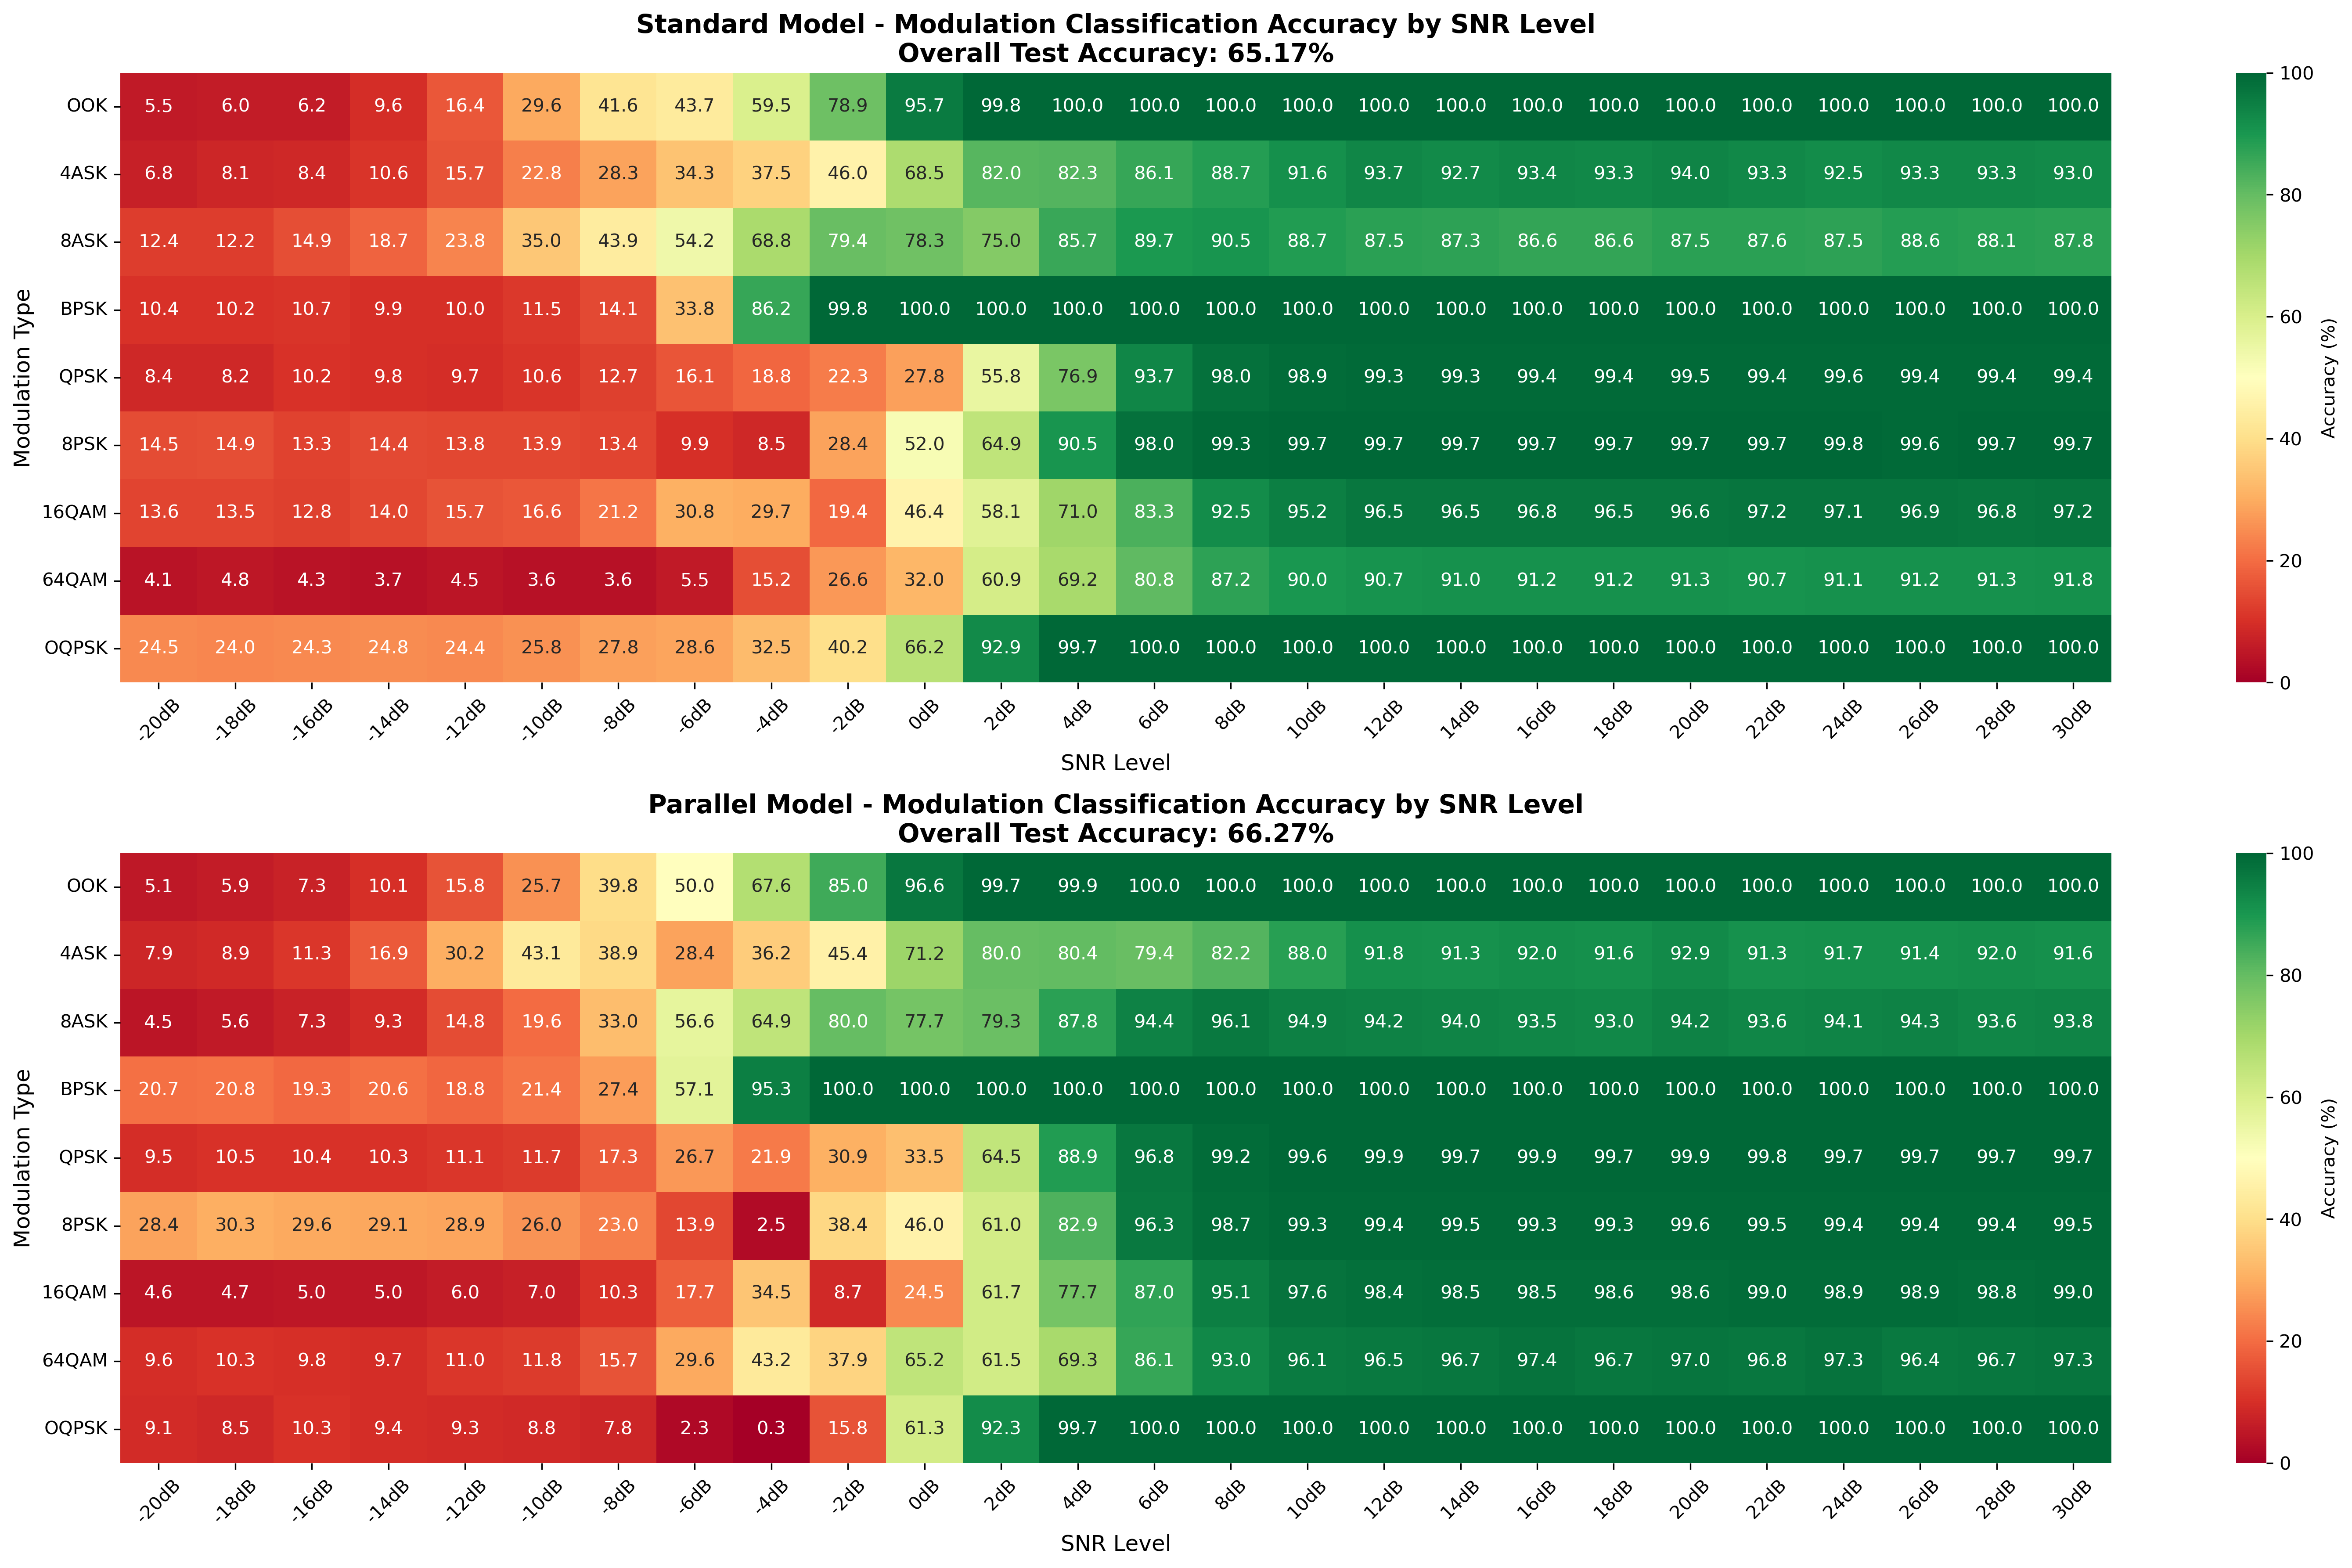 Standard Model - Modulation Classification Accuracy by SNR Level
Overall Test Accuracy: 65.17%
Modulation Type
OOK 5.5 6.0 6.2 9.6 16.4 29.6 41.6 43.7 59.5 78.9 95.7 99.8 100.0 100.0 100.0 100.0 100.0 100.0 100.0 100.0 100.0 100.0 100.0 100.0 100.0 100.0
4ASK 6.8 8.1 8.4 10.6 15.7 22.8 28.3 34.3 37.5 46.0 68.5 82.0 82.3 86.1 88.7 91.6 93.7 92.7 93.4 93.3 94.0 93.3 92.5 93.3 93.3 93.0
8ASK 12.4 12.2 14.9 18.7 23.8 35.0 43.9 54.2 68.8 79.4 78.3 75.0 85.7 89.7 90.5 88.7 87.5 87.3 86.6 86.6 87.5 87.6 87.5 88.6 88.1 87.8
BPSK 10.4 10.2 10.7 9.9 10.0 11.5 14.1 33.8 86.2 99.8 100.0 100.0 100.0 100.0 100.0 100.0 100.0 100.0 100.0 100.0 100.0 100.0 100.0 100.0 100.0 100.0
QPSK 8.4 8.2 10.2 9.8 9.7 10.6 12.7 16.1 18.8 22.3 27.8 55.8 76.9 93.7 98.0 98.9 99.3 99.3 99.4 99.4 99.5 99.4 99.6 99.4 99.4 99.4
8PSK 14.5 14.9 13.3 14.4 13.8 13.9 13.4 9.9 8.5 28.4 52.0 64.9 90.5 98.0 99.3 99.7 99.7 99.7 99.7 99.7 99.7 99.7 99.8 99.6 99.7 99.7
16QAM 13.6 13.5 12.8 14.0 15.7 16.6 21.2 30.8 29.7 19.4 46.4 58.1 71.0 83.3 92.5 95.2 96.5 96.5 96.8 96.5 96.6 97.2 97.1 96.9 96.8 97.2
64QAM 4.1 4.8 4.3 3.7 4.5 3.6 3.6 5.5 15.2 26.6 32.0 60.9 69.2 80.8 87.2 90.0 90.7 91.0 91.2 91.2 91.3 90.7 91.1 91.2 91.3 91.8
OQPSK 24.5 24.0 24.3 24.8 24.4 25.8 27.8 28.6 32.5 40.2 66.2 92.9 99.7 100.0 100.0 100.0 100.0 100.0 100.0 100.0 100.0 100.0 100.0 100.0 100.0 100.0
-20dB -18dB -16dB -14dB -12dB -10dB -8dB -6dB -4dB -2dB 0dB 2dB 4dB 6dB 8dB 10dB 12dB 14dB 16dB 18dB 20dB 22dB 24dB 26dB 28dB 30dB
SNR Level
100
80
60
40
20
0
Accuracy (%)
Parallel Model - Modulation Classification Accuracy by SNR Level
Overall Test Accuracy: 66.27%
Modulation Type
OOK 5.1 5.9 7.3 10.1 15.8 25.7 39.8 50.0 67.6 85.0 96.6 99.7 99.9 100.0 100.0 100.0 100.0 100.0 100.0 100.0 100.0 100.0 100.0 100.0 100.0 100.0
4ASK 7.9 8.9 11.3 16.9 30.2 43.1 38.9 28.4 36.2 45.4 71.2 80.0 80.4 79.4 82.2 88.0 91.8 91.3 92.0 91.6 92.9 91.3 91.7 91.4 92.0 91.6
8ASK 4.5 5.6 7.3 9.3 14.8 19.6 33.0 56.6 64.9 80.0 77.7 79.3 87.8 94.4 96.1 94.9 94.2 94.0 93.5 93.0 94.2 93.6 94.1 94.3 93.6 93.8
BPSK 20.7 20.8 19.3 20.6 18.8 21.4 27.4 57.1 95.3 100.0 100.0 100.0 100.0 100.0 100.0 100.0 100.0 100.0 100.0 100.0 100.0 100.0 100.0 100.0 100.0 100.0
QPSK 9.5 10.5 10.4 10.3 11.1 11.7 17.3 26.7 21.9 30.9 33.5 64.5 88.9 96.8 99.2 99.6 99.9 99.7 99.9 99.7 99.9 99.8 99.7 99.7 99.7 99.7
8PSK 28.4 30.3 29.6 29.1 28.9 26.0 23.0 13.9 2.5 38.4 46.0 61.0 82.9 96.3 98.7 99.3 99.4 99.5 99.3 99.3 99.6 99.5 99.4 99.4 99.4 99.5
16QAM 4.6 4.7 5.0 5.0 6.0 7.0 10.3 17.7 34.5 8.7 24.5 61.7 77.7 87.0 95.1 97.6 98.4 98.5 98.5 98.6 98.6 99.0 98.9 98.9 98.8 99.0
64QAM 9.6 10.3 9.8 9.7 11.0 11.8 15.7 29.6 43.2 37.9 65.2 61.5 69.3 86.1 93.0 96.1 96.5 96.7 97.4 96.7 97.0 96.8 97.3 96.4 96.7 97.3
OQPSK 9.1 8.5 10.3 9.4 9.3 8.8 7.8 2.3 0.3 15.8 61.3 92.3 99.7 100.0 100.0 100.0 100.0 100.0 100.0 100.0 100.0 100.0 100.0 100.0 100.0 100.0
-20dB -18dB -16dB -14dB -12dB -10dB -8dB -6dB -4dB -2dB 0dB 2dB 4dB 6dB 8dB 10dB 12dB 14dB 16dB 18dB 20dB 22dB 24dB 26dB 28dB 30dB
SNR Level
100
80
60
40
20
0
Accuracy (%)